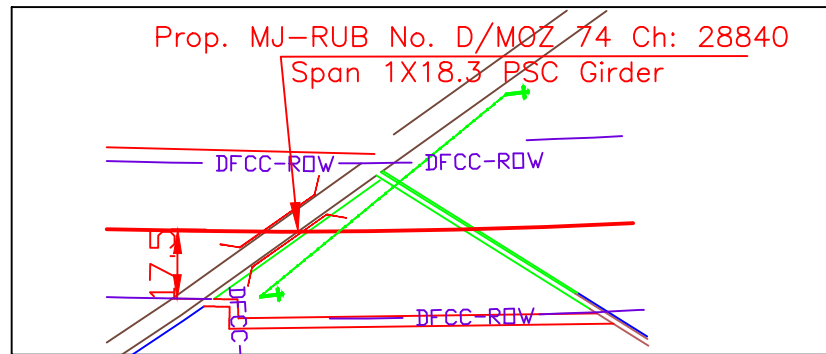 Prop. MJ-RUB No. D/MOZ 74 Ch: 28840
Span 1X18.3 PSC Girder
DFCC-ROW
DFCC-ROW
17.5
DFCC-
DFCC-ROW